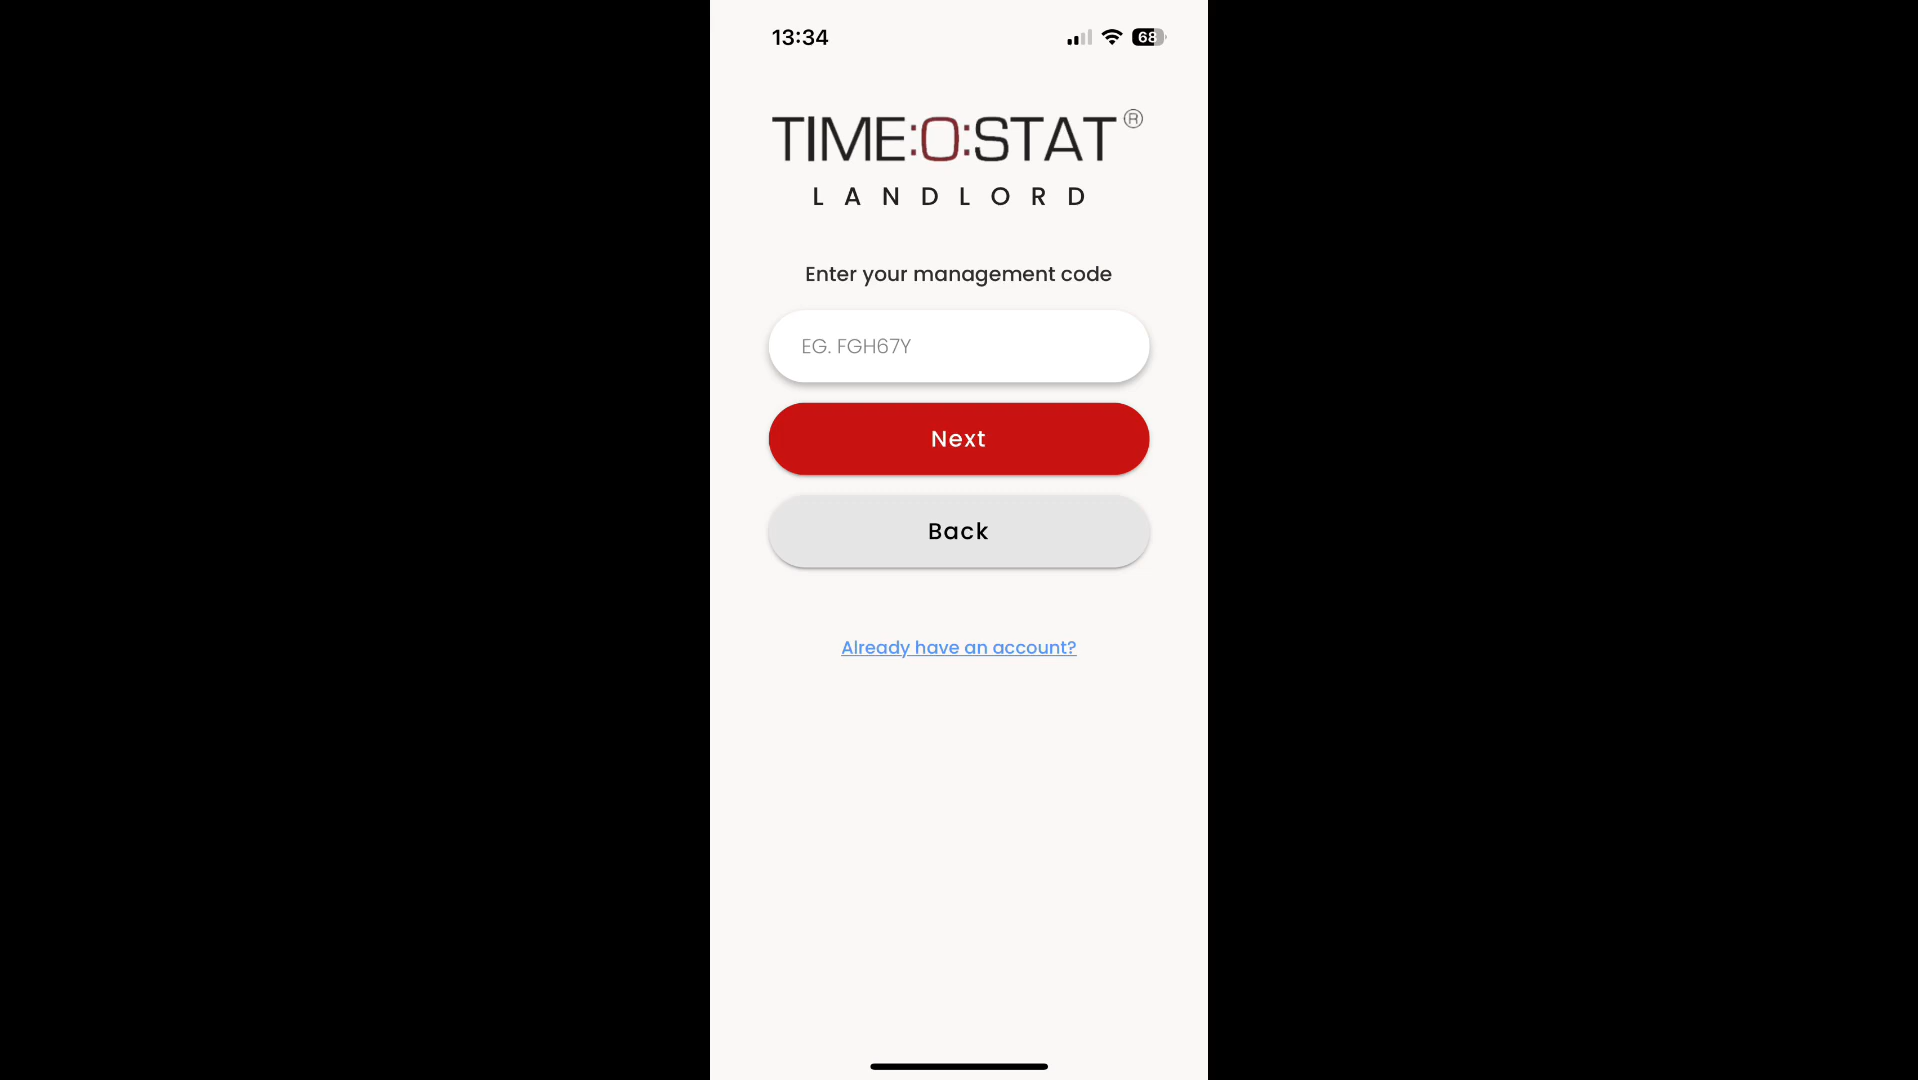 13:34
68
TIME:O:STAT®
LANDLORD
Enter your management code
EG. FGH67Y
Next
Back
Already have an account?